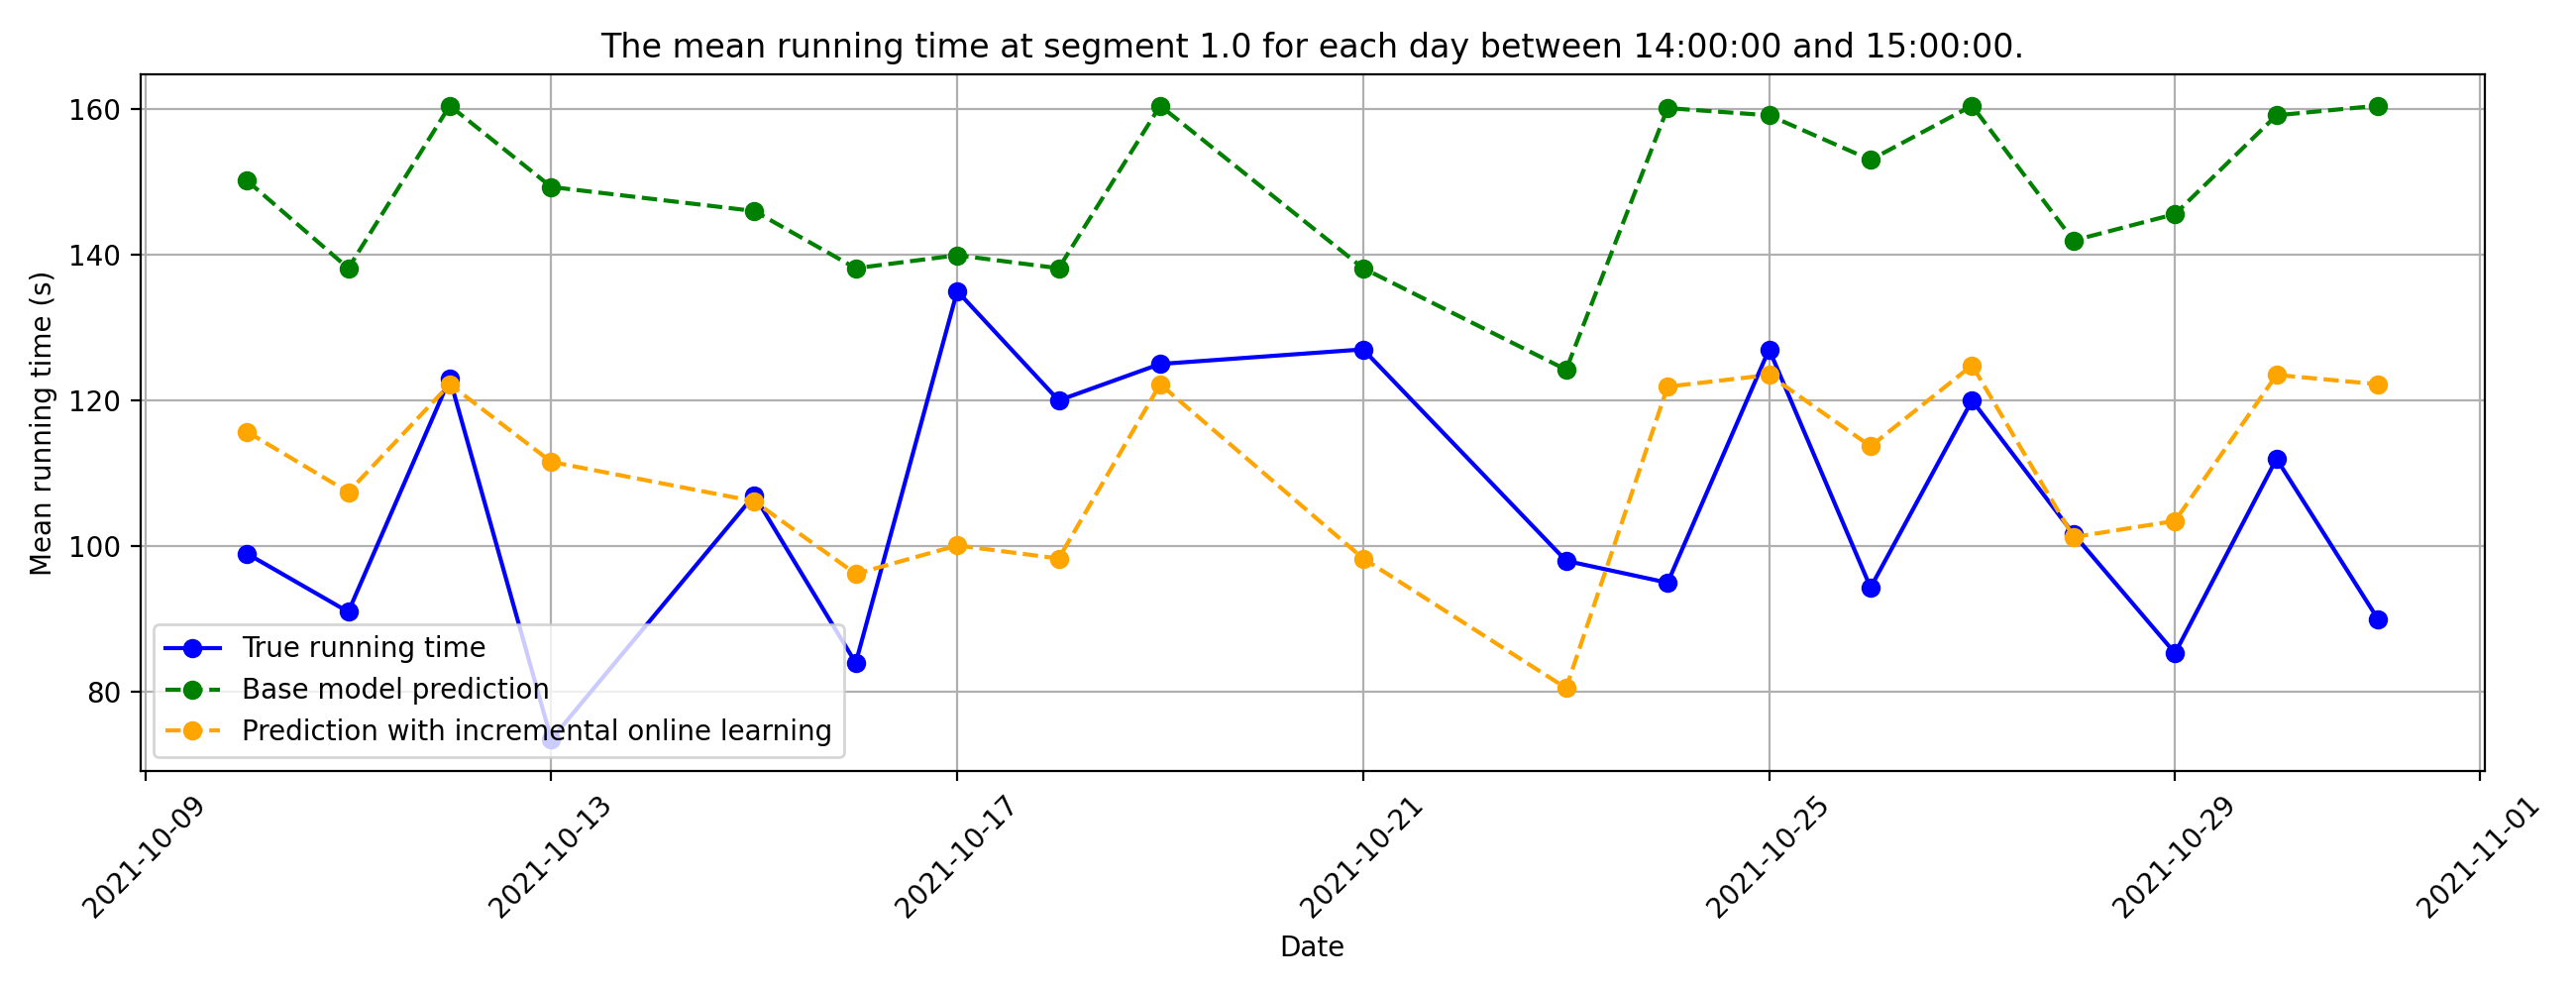 The mean running time at segment 1.0 for each day between 14:00:00 and 15:00:00.
Mean running time (s)
160
140
120
100
80
True running time
Base model prediction
Prediction with incremental online learning
2021-10-09
2021-10-13
2021-10-17
2021-10-21
2021-10-25
2021-10-29
2021-11-01
Date